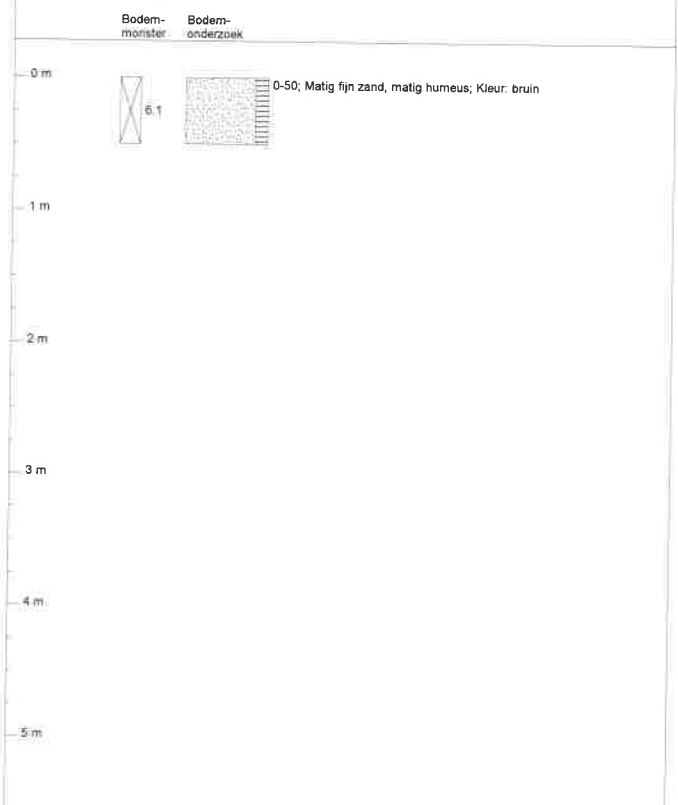 Bodem- Bodem-
monster onderzoek
0 m
0-50; Matig fijn zand, matig humeus; Kleur: bruin
6.1
1 m
2 m
3 m
4 m
5 m